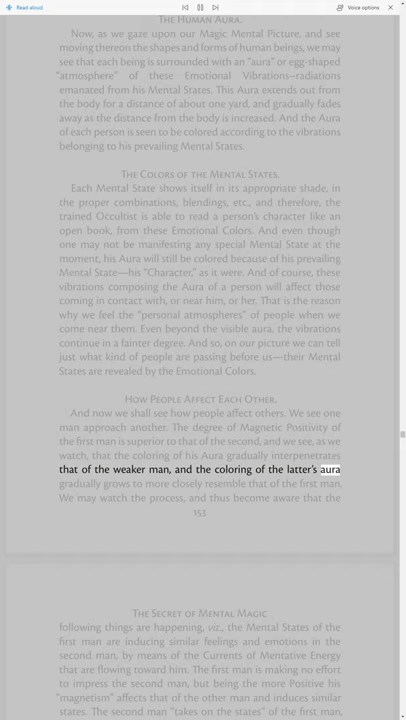 Read aloud
Voice options
THE HUMAN AURA.
Now, as we gaze upon our Magic Mental Picture, and see
moving thereon the shapes and forms of human beings, we may
see that each being is surrounded with an "aura" or egg-shaped
"atmosphere" of these Emotional Vibrations—radiations
emanated from his Mental States. This Aura extends out from
the body for a distance of about one yard, and gradually fades
away as the distance from the body is increased. And the Aura
of each person is seen to be colored according to the vibrations
belonging to his prevailing Mental States.
THE COLORS OF THE MENTAL STATES.
Each Mental State shows itself in its appropriate shade, in
the proper combinations, blendings, etc., and therefore, the
trained Occultist is able to read a person's character like an
open book, from these Emotional Colors. And even though
one may not be manifesting any special Mental State at the
moment, his Aura will still be colored because of his prevailing
Mental State—his "Character," as it were. And of course, these
vibrations composing the Aura of a person will affect those
coming in contact with, or near him, or her. That is the reason
why we feel the "personal atmospheres" of people when we
come near them. Even beyond the visible aura, the vibrations
continue in a fainter degree. And so, on our picture we can tell
just what kind of people are passing before us—their Mental
States are revealed by the Emotional Colors.
HOW PEOPLE AFFECT EACH OTHER.
And now we shall see how people affect others. We see one
man approach another. The degree of Magnetic Positivity of
the first man is superior to that of the second, and we see, as we
watch, that the coloring of his Aura gradually interpenetrates
that of the weaker man, and the coloring of the latter's aura
gradually grows to more closely resemble that of the first man.
We may watch the process, and thus become aware that the
153
THE SECRET OF MENTAL MAGIC
following things are happening, viz., the Mental States of the
first man are inducing similar feelings and emotions in the
second man, by means of the Currents of Mentative Energy
that are flowing toward him. The first man is making no effort
to impress the second man, but being the more Positive his
"magnetism" affects that of the other man and induces similar
states. The second man "takes on the states" of the first man,